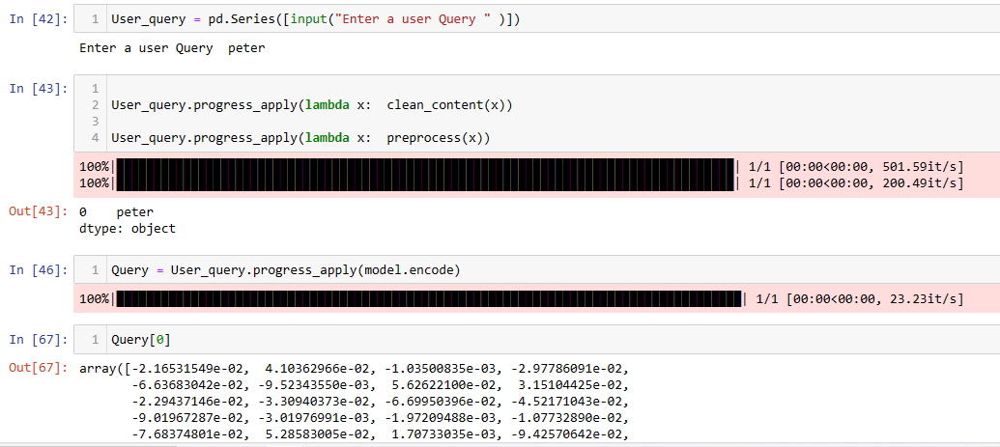 In [42]: 1 User_query = pd.Series([input("Enter a user Query " )])
Enter a user Query  peter
In [43]: 1
2 User_query.progress_apply(lambda x:  clean_content(x))
3
4 User_query.progress_apply(lambda x:  preprocess(x))
100%| | 1/1 [00:00<00:00, 501.59it/s]
100%| | 1/1 [00:00<00:00, 200.49it/s]
Out[43]: 0    peter
dtype: object
In [46]: 1 Query = User_query.progress_apply(model.encode)
100%| | 1/1 [00:00<00:00, 23.23it/s]
In [67]: 1 Query[0]
Out[67]: array([-2.16531549e-02,  4.10362966e-02, -1.03500835e-03, -2.97786091e-02,
-6.63683042e-02, -9.52343550e-03,  5.62622100e-02,  3.15104425e-02,
-2.29437146e-02, -3.30940373e-02, -6.69950396e-02, -4.52171043e-02,
-9.01967287e-02, -3.01976991e-03, -1.97209488e-03, -1.07732890e-02,
-7.68374801e-02,  5.28583005e-02,  1.70733035e-03, -9.42570642e-02,